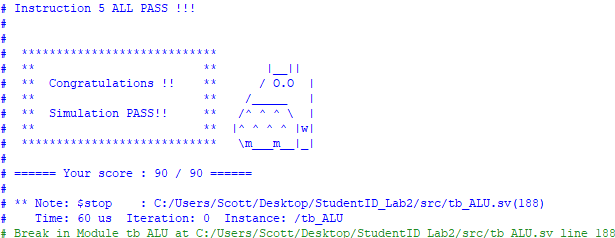 # Instruction 5 ALL PASS !!!
#
#
#  ****************************
#  **                        **       |__||
#  **  Congratulations !!    **      / O.O  |
#  **                        **    /_____   |
#  **  Simulation PASS!!     **   /^ ^ ^ \  |
#  **                        **  |^ ^ ^ ^ |w|
#  ****************************   \m___m__|_|
#
# ====== Your score : 90 / 90 ======
#
# ** Note: $stop    : C:/Users/Scott/Desktop/StudentID_Lab2/src/tb_ALU.sv(188)
#    Time: 60 us  Iteration: 0  Instance: /tb_ALU
# Break in Module tb_ALU at C:/Users/Scott/Desktop/StudentID_Lab2/src/tb_ALU.sv line 188